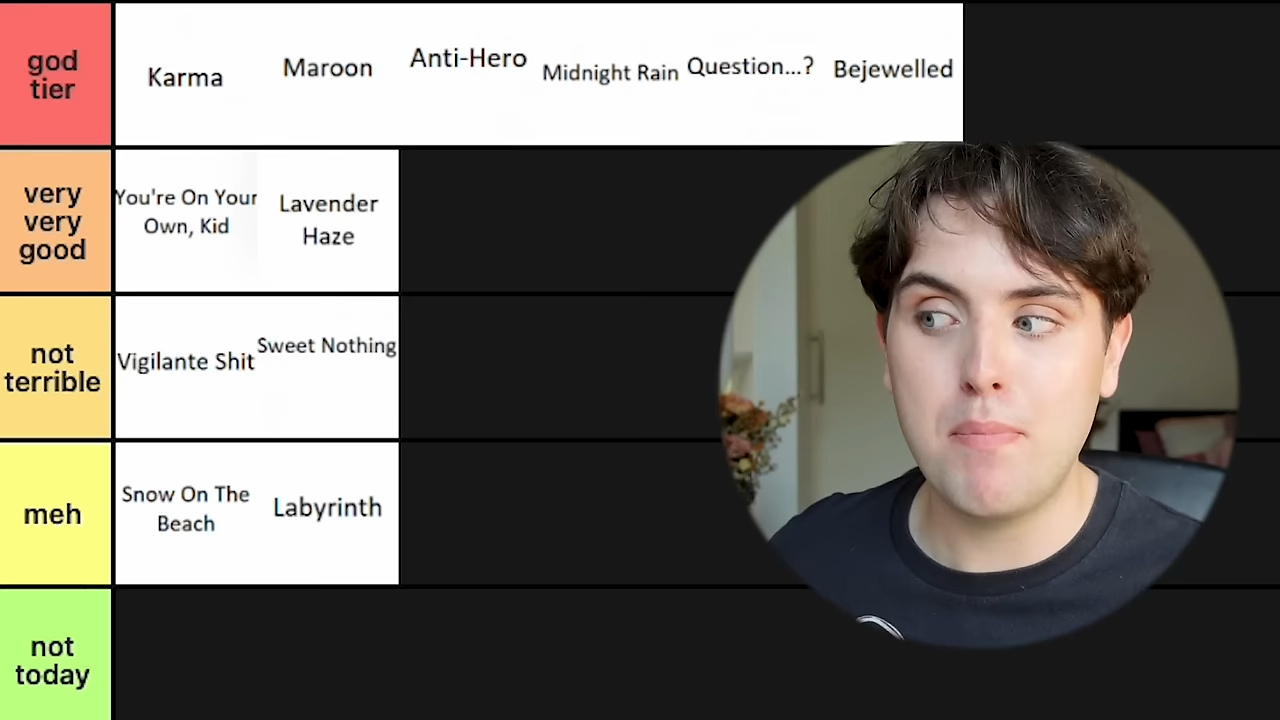 god
tier
Karma
Maroon
Anti-Hero
Midnight Rain
Question...?
Bejewelled
very
very
good
You're On Your
Own, Kid
Lavender
Haze
not
terrible
Vigilante Shit
Sweet Nothing
meh
Snow On The
Beach
Labyrinth
not
today